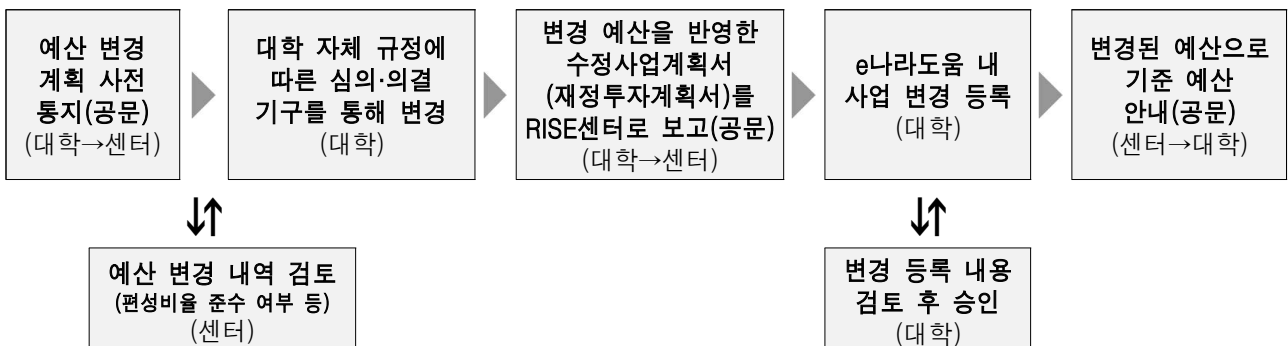 예산 변경
계획 사전
통지(공문)
(대학→센터)
대학 자체 규정에
따른 심의·의결
기구를 통해 변경
(대학)
변경 예산을 반영한
수정사업계획서
(재정투자계획서)를
RISE센터로 보고(공문)
(대학→센터)
e나라도움 내
사업 변경 등록
(대학)
변경된 예산으로
기준 예산
안내(공문)
(센터→대학)
예산 변경 내역 검토
(편성비율 준수 여부 등)
(센터)
변경 등록 내용
검토 후 승인
(대학)